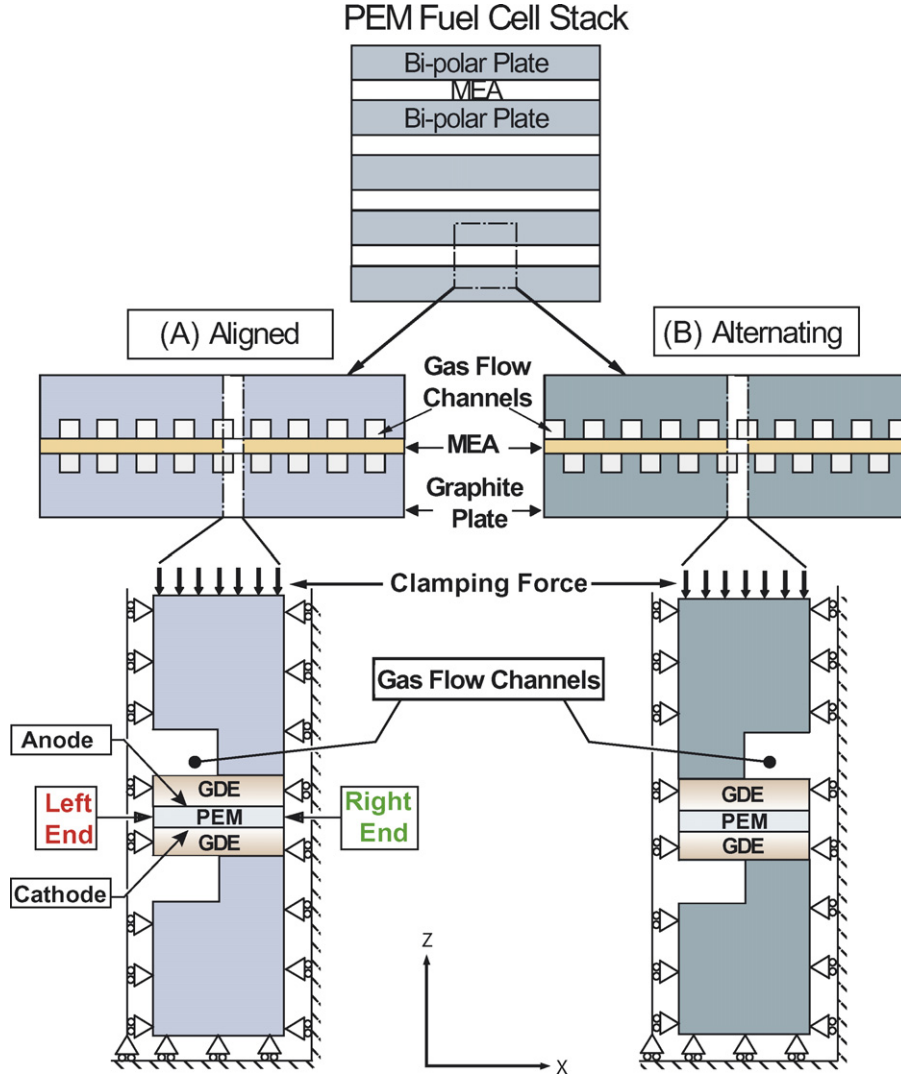 PEM Fuel Cell Stack
Bi-polar Plate
MEA
Bi-polar Plate
(A) Aligned
(B) Alternating
Gas Flow
Channels
MEA
Graphite
Plate
Clamping Force
Gas Flow Channels
Anode
GDE
GDE
Left
End
PEM
Right
End
PEM
GDE
GDE
Cathode
Z
X